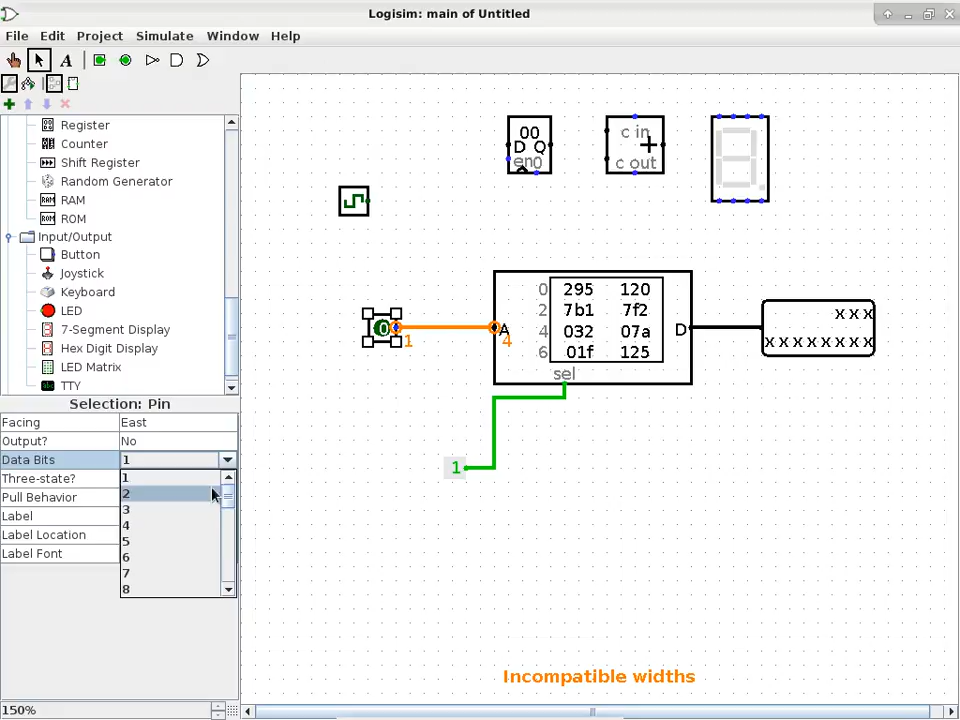 Logisim: main of Untitled
File Edit Project Simulate Window Help
A
Register
Counter
Shift Register
Random Generator
RAM
ROM
Input/Output
Button
Joystick
Keyboard
LED
7-Segment Display
Hex Digit Display
LED Matrix
TTY
Selection: Pin
Facing East
Output? No
Data Bits 1
Three-state?
Pull Behavior
Label
Label Location
Label Font
1
2
3
4
5
6
7
8
150%
00
D Q
en0
c in
+
c out
0 295 120
2 7b1 7f2
4 032 07a
6 01f 125
A
D
sel
0
1
4
1
x x x
x x x x x x x x
Incompatible widths